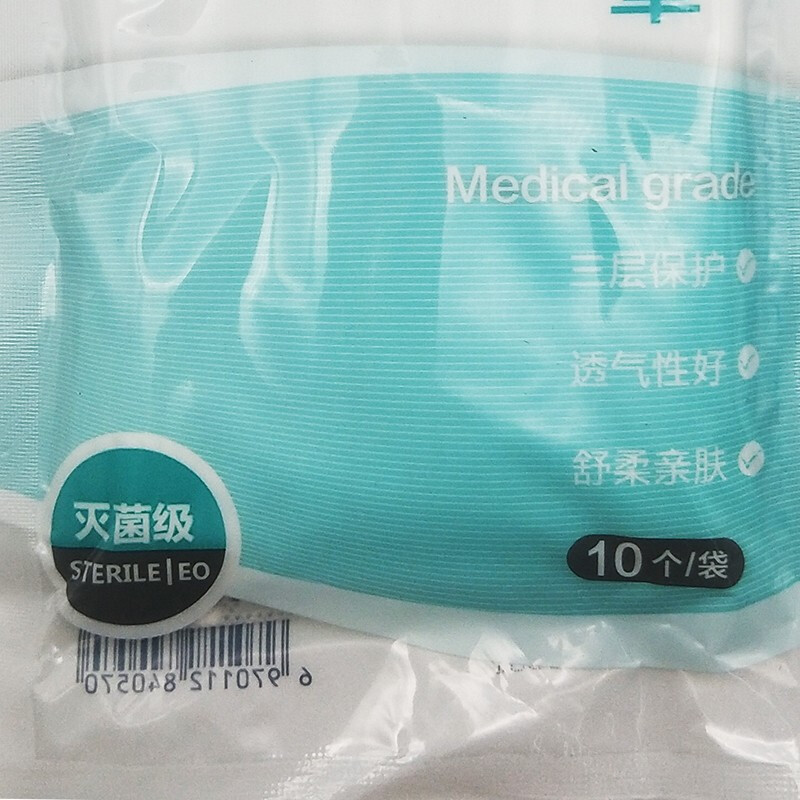 Medical grade
三层保护
透气性好
舒柔亲肤
灭菌级
STERILE|EO
10个/袋
6 970112 840570